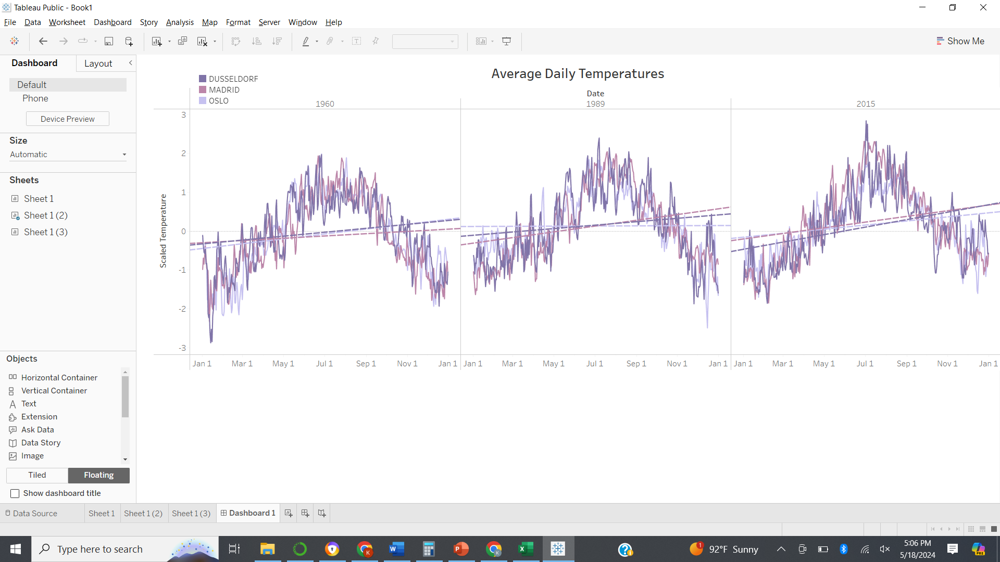 Tableau Public - Book1
File Data Worksheet Dashboard Story Analysis Map Format Server Window Help
Show Me
Dashboard
Layout
Default
Phone
Device Preview
Size
Automatic
Sheets
Sheet 1
Sheet 1 (2)
Sheet 1 (3)
Objects
Horizontal Container
Vertical Container
Text
Extension
Ask Data
Data Story
Image
Tiled
Floating
Show dashboard title
DUSSELDORF
MADRID
OSLO
Average Daily Temperatures
Date
1960
1989
2015
Scaled Temperature
3
2
1
0
-1
-2
-3
Jan 1 Mar 1 May 1 Jul 1 Sep 1 Nov 1 Jan 1
Jan 1 Mar 1 May 1 Jul 1 Sep 1 Nov 1 Jan 1
Jan 1 Mar 1 May 1 Jul 1 Sep 1 Nov 1 Jan 1
Data Source
Sheet 1
Sheet 1 (2)
Sheet 1 (3)
Dashboard 1
Type here to search
1
92°F Sunny
5:06 PM
5/18/2024
PRE